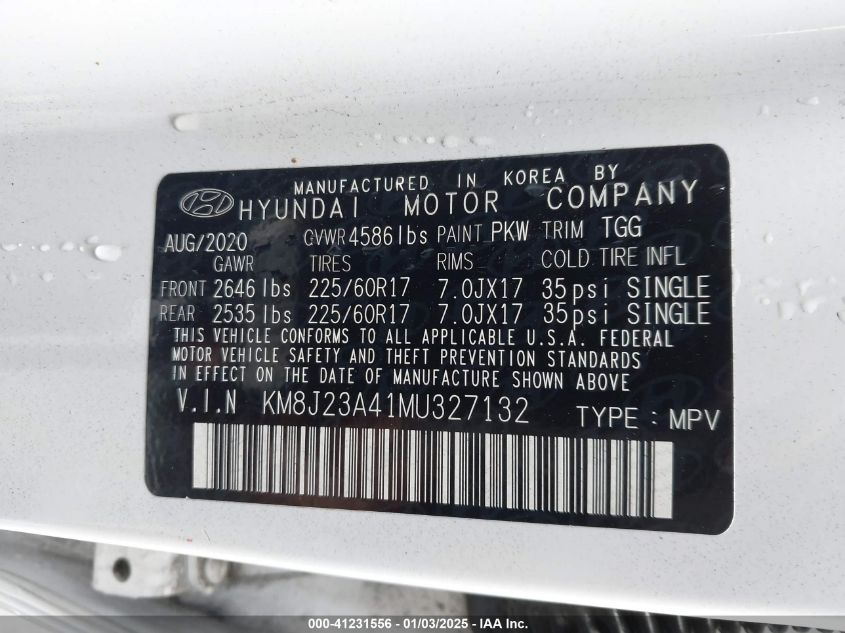 MANUFACTURED IN KOREA BY
HYUNDAI MOTOR COMPANY
AUG/2020 GVWR 4586 lbs PAINT PKW TRIM TGG
GAWR TIRES RIMS COLD TIRE INFL
FRONT 2646 lbs 225/60R17 7.0JX17 35psi SINGLE
REAR 2535 lbs 225/60R17 7.0JX17 35psi SINGLE
THIS VEHICLE CONFORMS TO ALL APPLICABLE U.S.A. FEDERAL
MOTOR VEHICLE SAFETY AND THEFT PREVENTION STANDARDS
IN EFFECT ON THE DATE OF MANUFACTURE SHOWN ABOVE
V.I.N KM8J23A41MU327132 TYPE : MPV
000-41231556 — 01/03/2025 — IAA Inc.